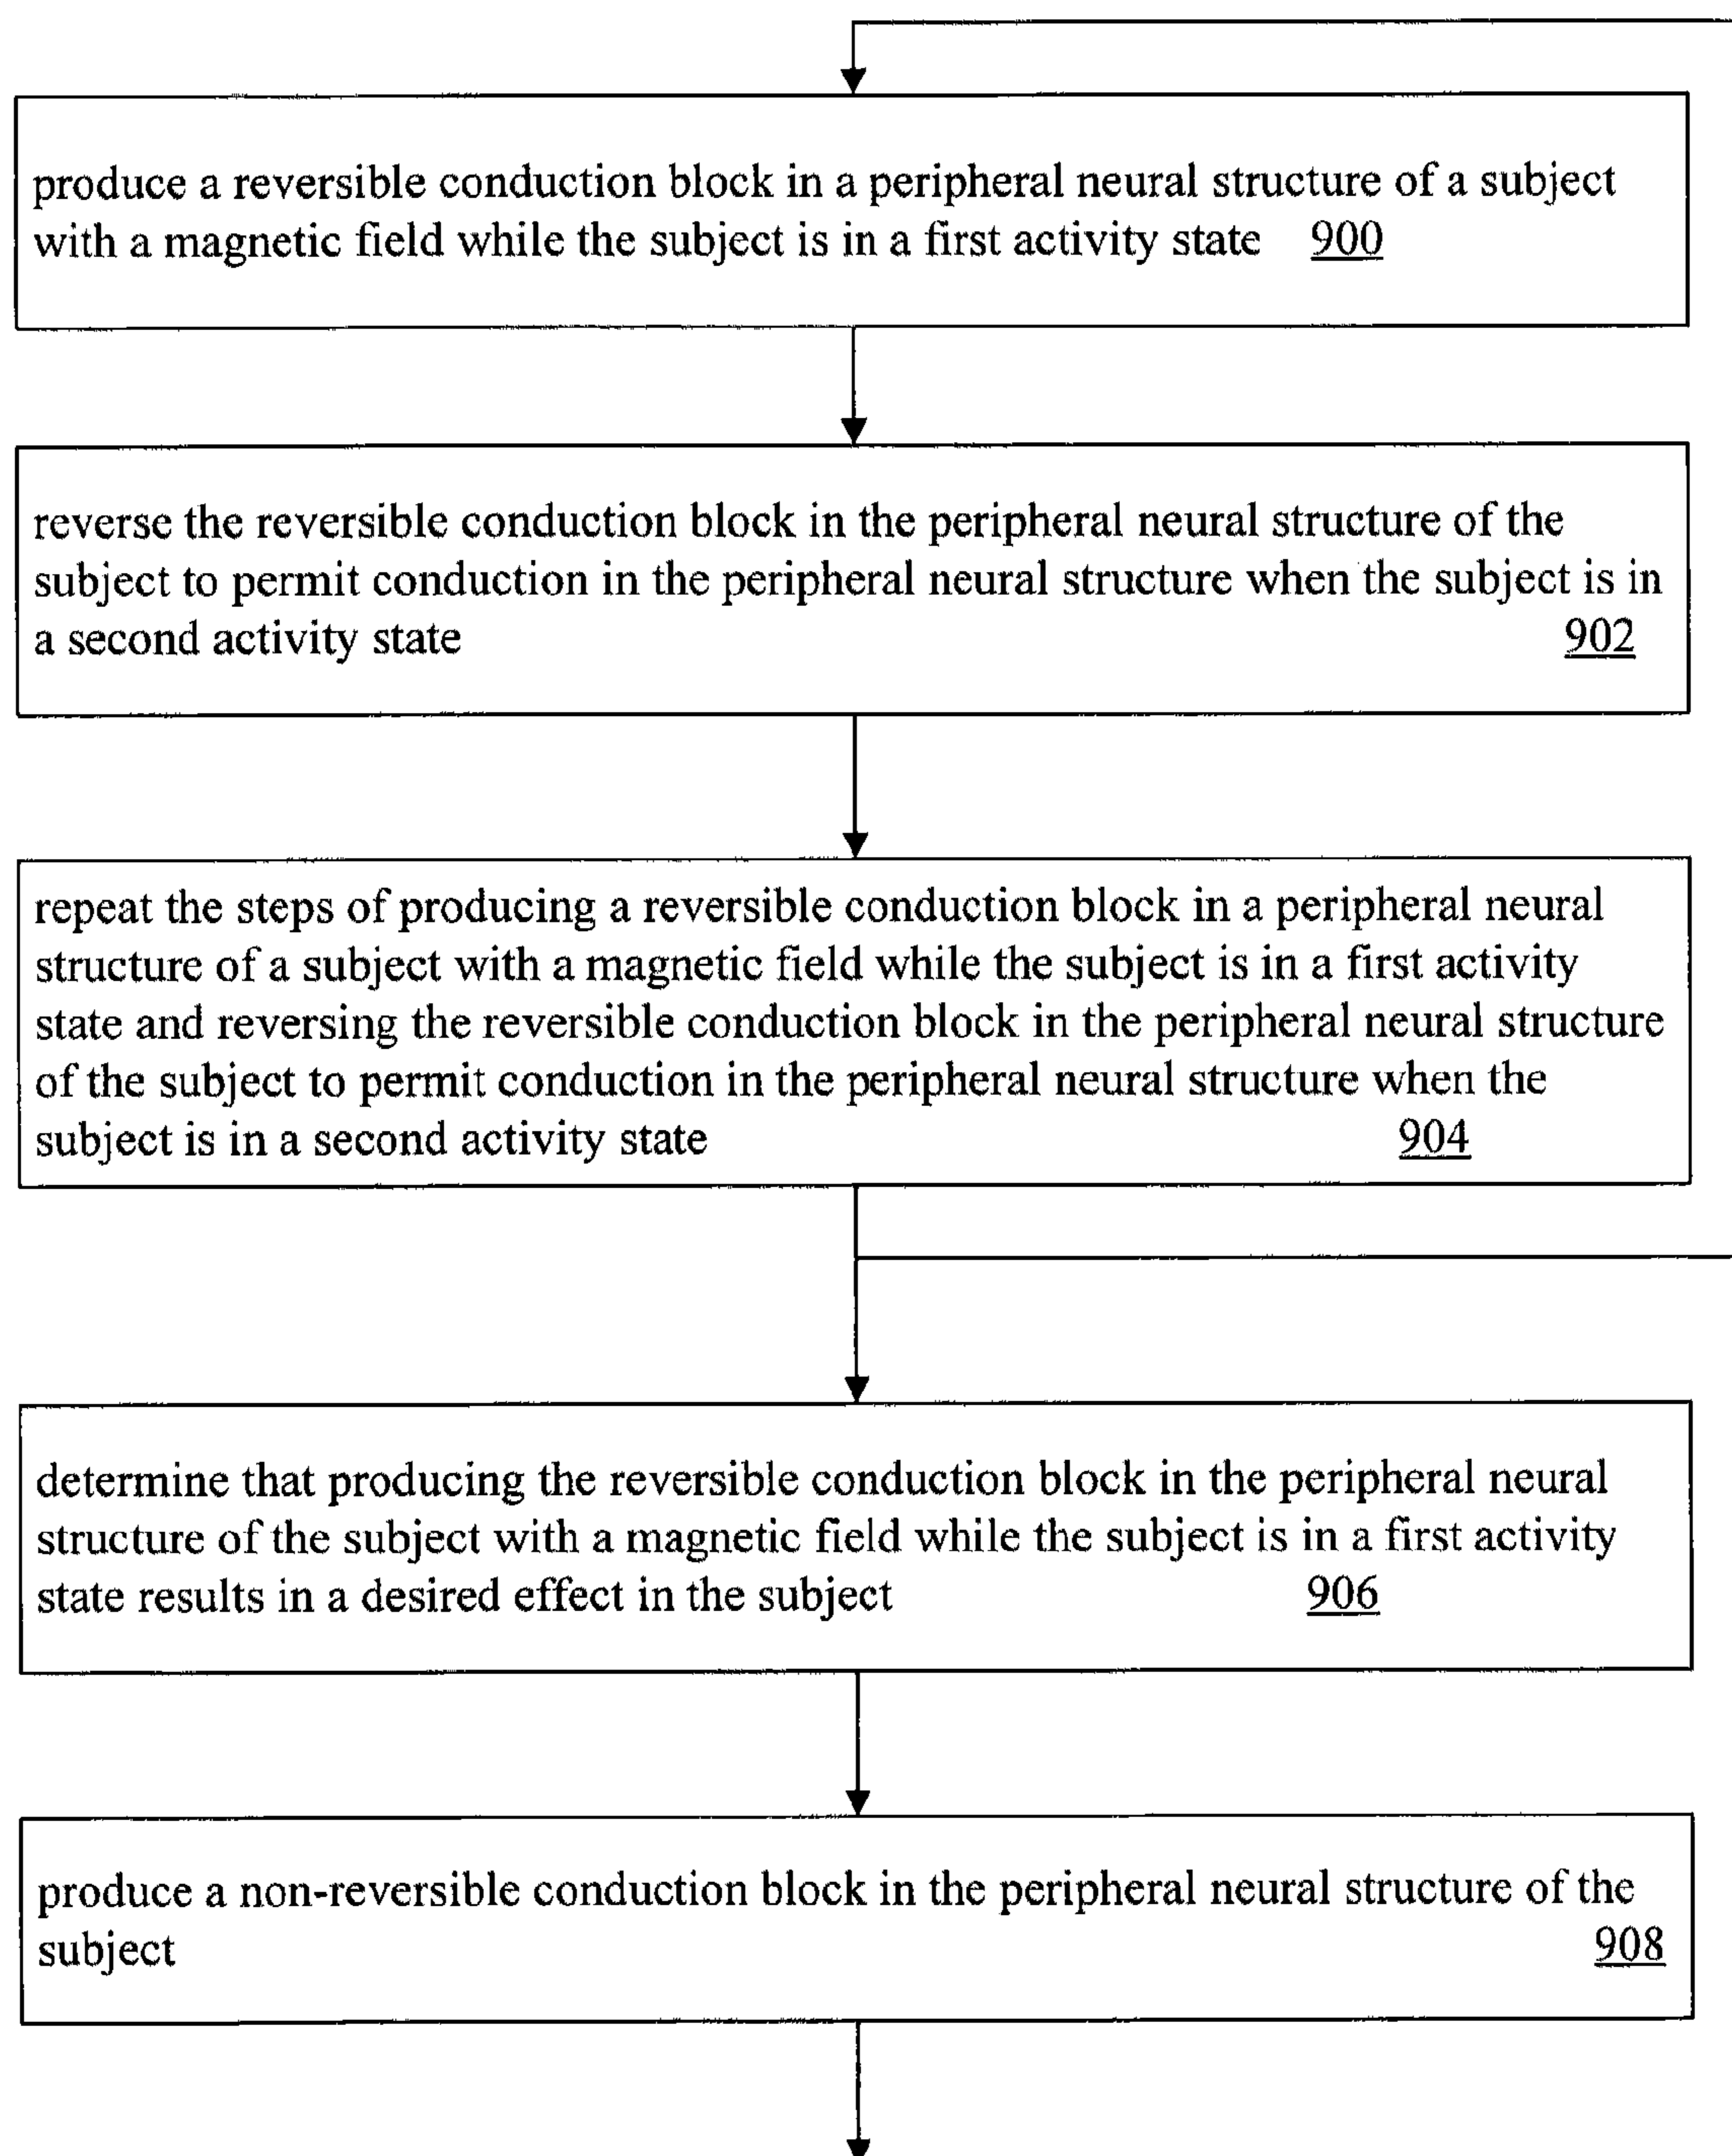 produce a reversible conduction block in a peripheral neural structure of a subject
with a magnetic field while the subject is in a first activity state 900
reverse the reversible conduction block in the peripheral neural structure of the
subject to permit conduction in the peripheral neural structure when the subject is in
a second activity state 902
repeat the steps of producing a reversible conduction block in a peripheral neural
structure of a subject with a magnetic field while the subject is in a first activity
state and reversing the reversible conduction block in the peripheral neural structure
of the subject to permit conduction in the peripheral neural structure when the
subject is in a second activity state 904
determine that producing the reversible conduction block in the peripheral neural
structure of the subject with a magnetic field while the subject is in a first activity
state results in a desired effect in the subject 906
produce a non-reversible conduction block in the peripheral neural structure of the
subject 908